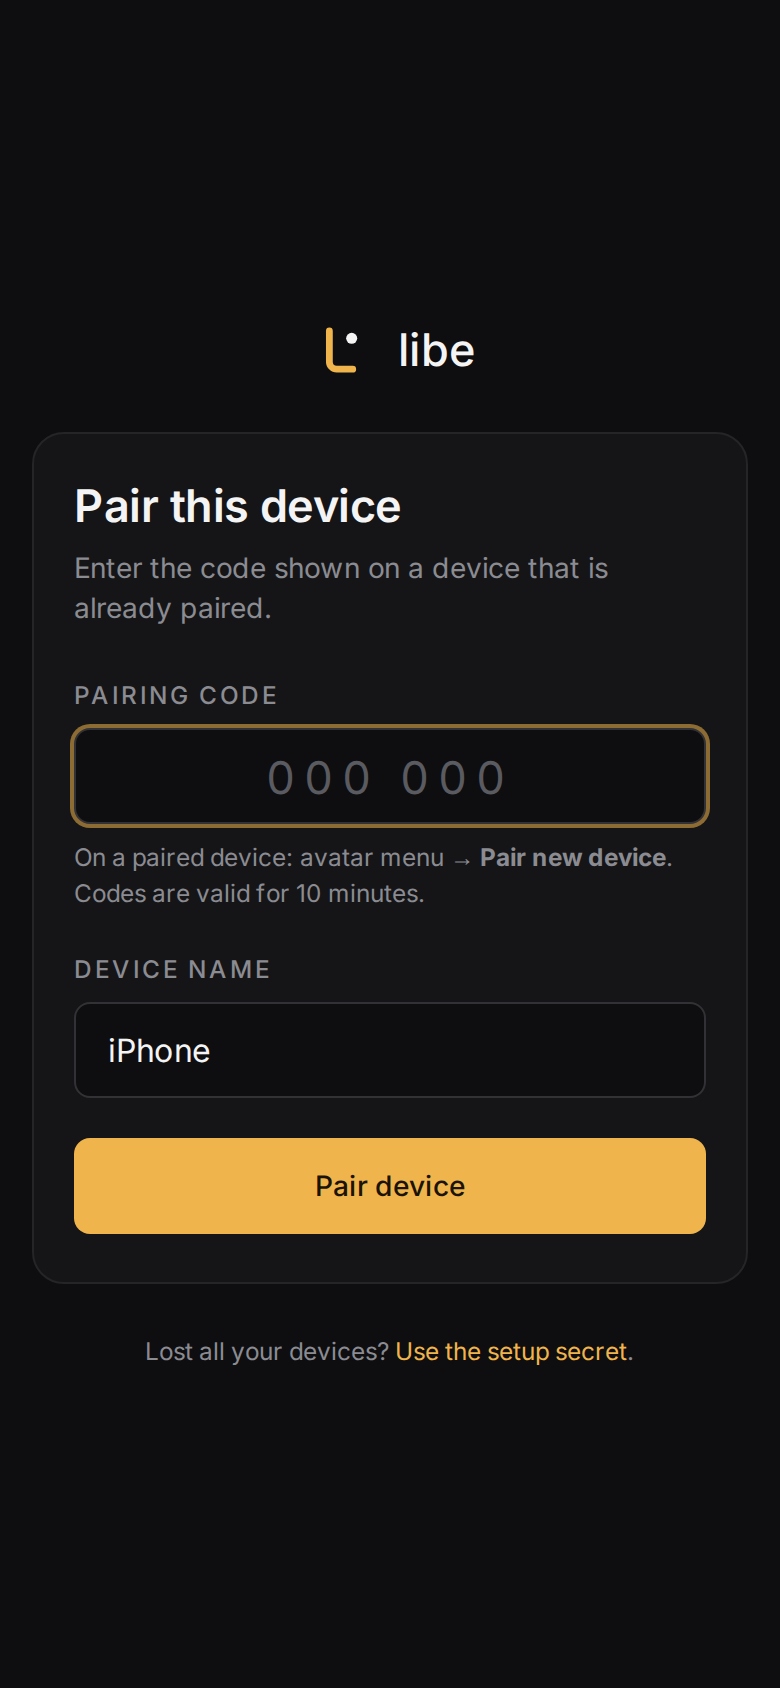 libe
Pair this device
Enter the code shown on a device that is
already paired.
PAIRING CODE
000 000
On a paired device: avatar menu → Pair new device.
Codes are valid for 10 minutes.
DEVICE NAME
iPhone
Pair device
Lost all your devices? Use the setup secret.